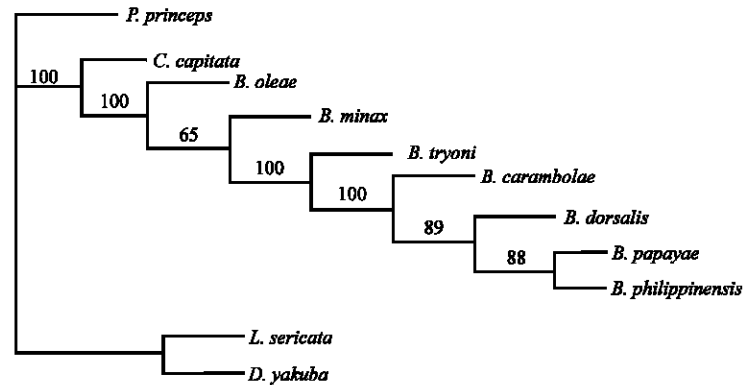 P. princeps
C. capitata
100
B. oleae
100
B. minax
65
B. tryoni
100
B. carambolae
100
B. dorsalis
89
B. papayae
88
B. philippinensis
L. sericata
D. yakuba